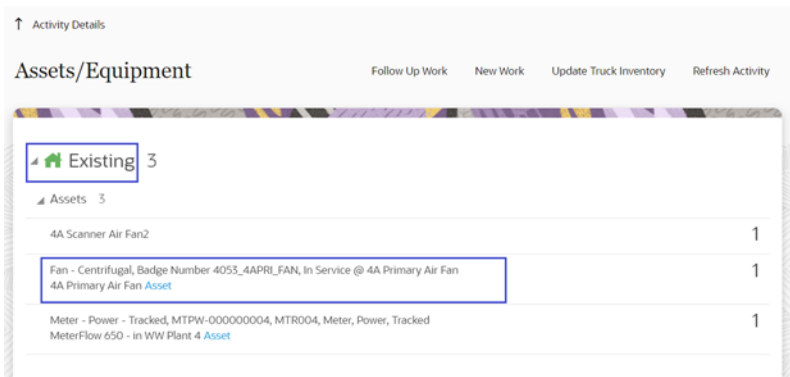 ↑ Activity Details
Assets/Equipment Follow Up Work New Work Update Truck Inventory Refresh Activity
Existing 3
Assets 3
4A Scanner Air Fan2 1
Fan - Centrifugal, Badge Number 4053_4APRI_FAN, In Service @ 4A Primary Air Fan 1
4A Primary Air Fan Asset
Meter - Power - Tracked, MTPW-000000004, MTR004, Meter, Power, Tracked 1
MeterFlow 650 - in WW Plant 4 Asset